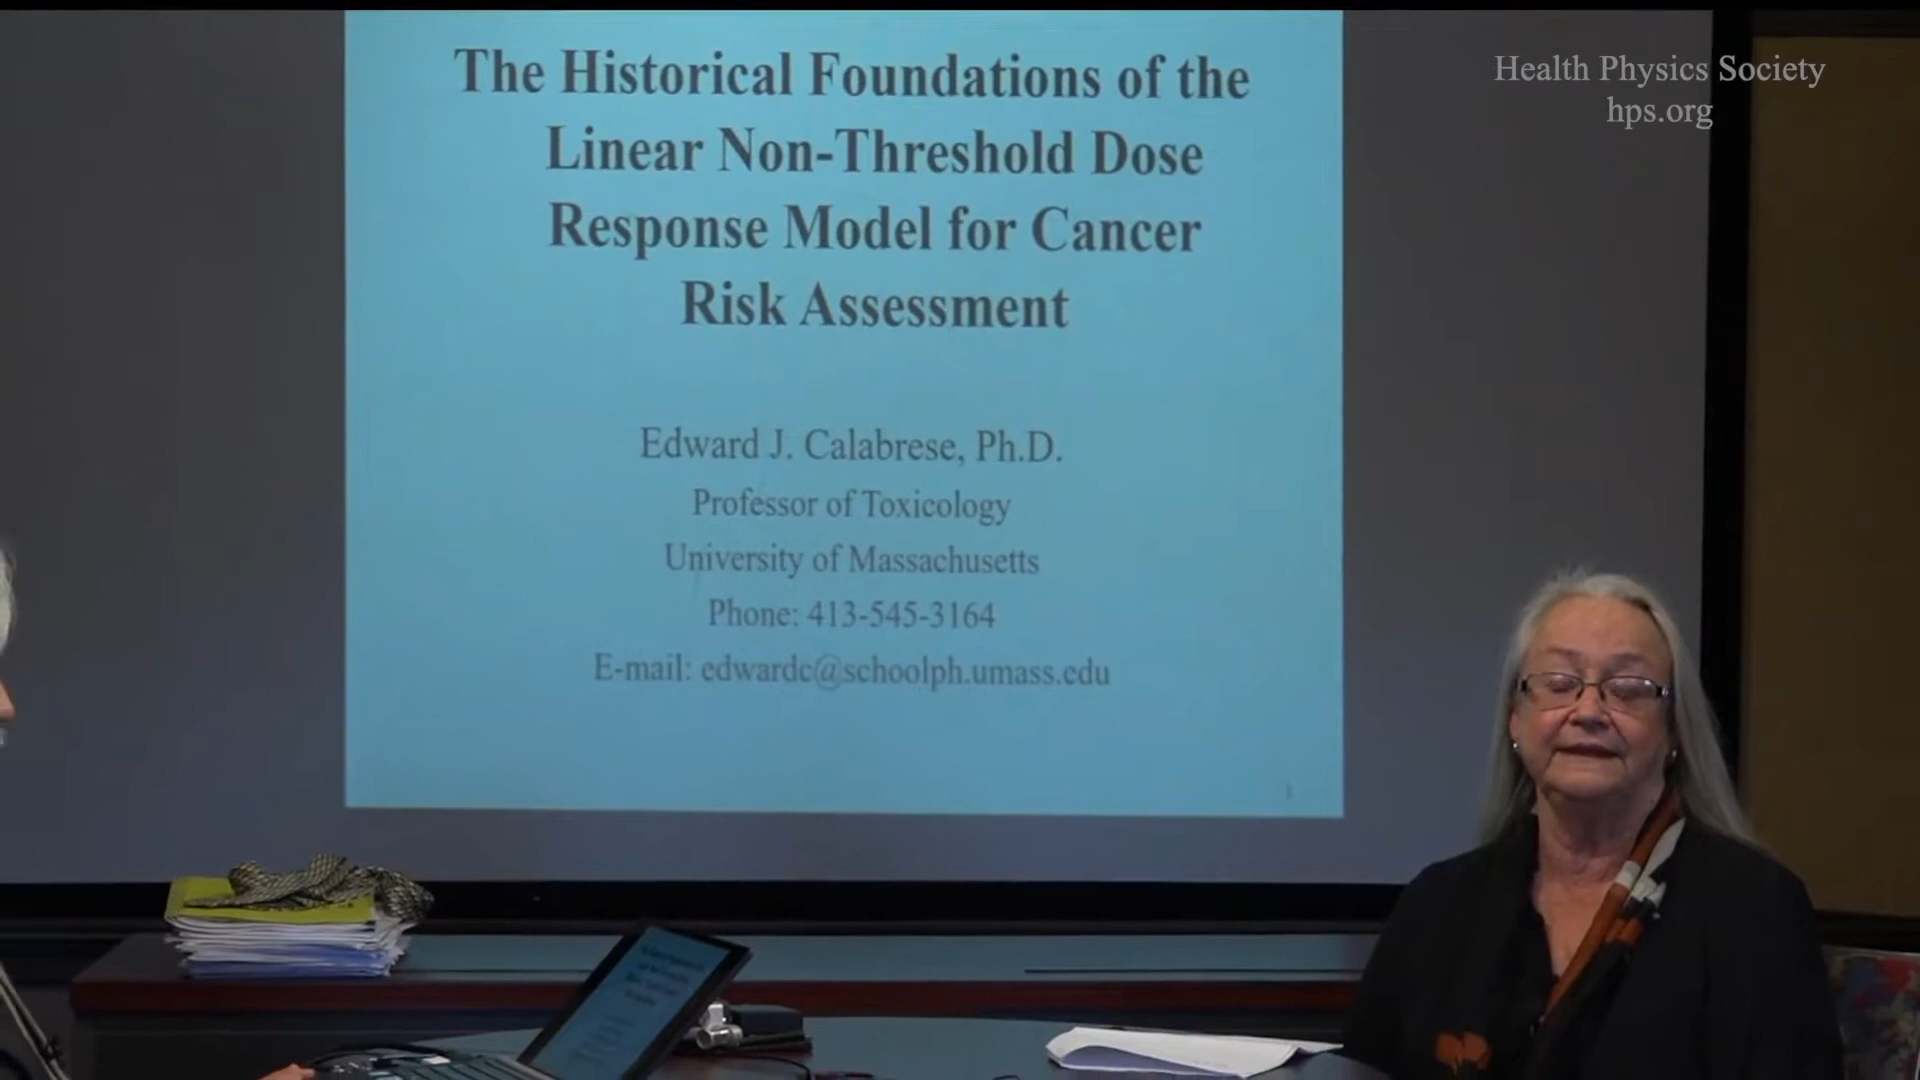 The Historical Foundations of the
Linear Non-Threshold Dose
Response Model for Cancer
Risk Assessment
Edward J. Calabrese, Ph.D.
Professor of Toxicology
University of Massachusetts
Phone: 413-545-3164
E-mail: edwardc@schoolph.umass.edu
1
Health Physics Society
hps.org